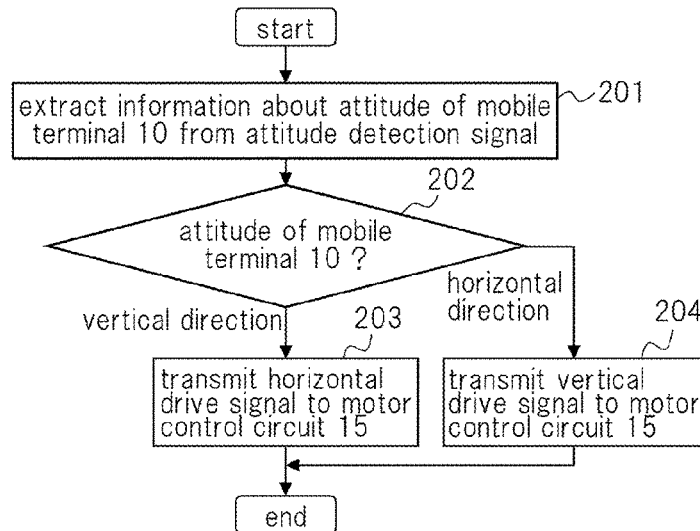 start
extract information about attitude of mobile
terminal 10 from attitude detection signal
201
202
attitude of mobile
terminal 10 ?
vertical direction
horizontal
direction
203
204
transmit horizontal
drive signal to motor
control circuit 15
transmit vertical
drive signal to motor
control circuit 15
end